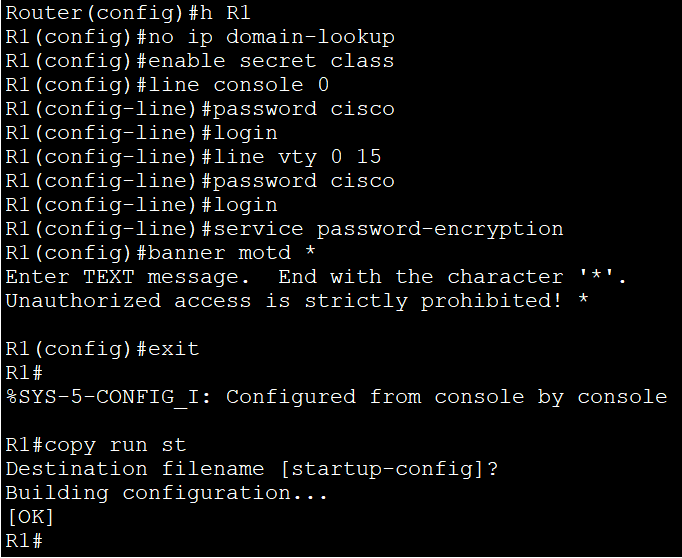 Router(config)#h R1
R1(config)#no ip domain-lookup
R1(config)#enable secret class
R1(config)#line console 0
R1(config-line)#password cisco
R1(config-line)#login
R1(config-line)#line vty 0 15
R1(config-line)#password cisco
R1(config-line)#login
R1(config-line)#service password-encryption
R1(config)#banner motd *
Enter TEXT message.  End with the character '*'.
Unauthorized access is strictly prohibited! *
R1(config)#exit
R1#
%SYS-5-CONFIG_I: Configured from console by console
R1#copy run st
Destination filename [startup-config]?
Building configuration...
[OK]
R1#